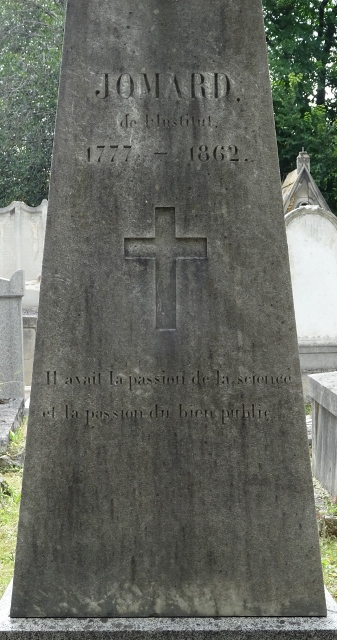 JOMARD,
de l'Institut.
1777. – 1862.
Il avait la passion de la science
et la passion du bien public.